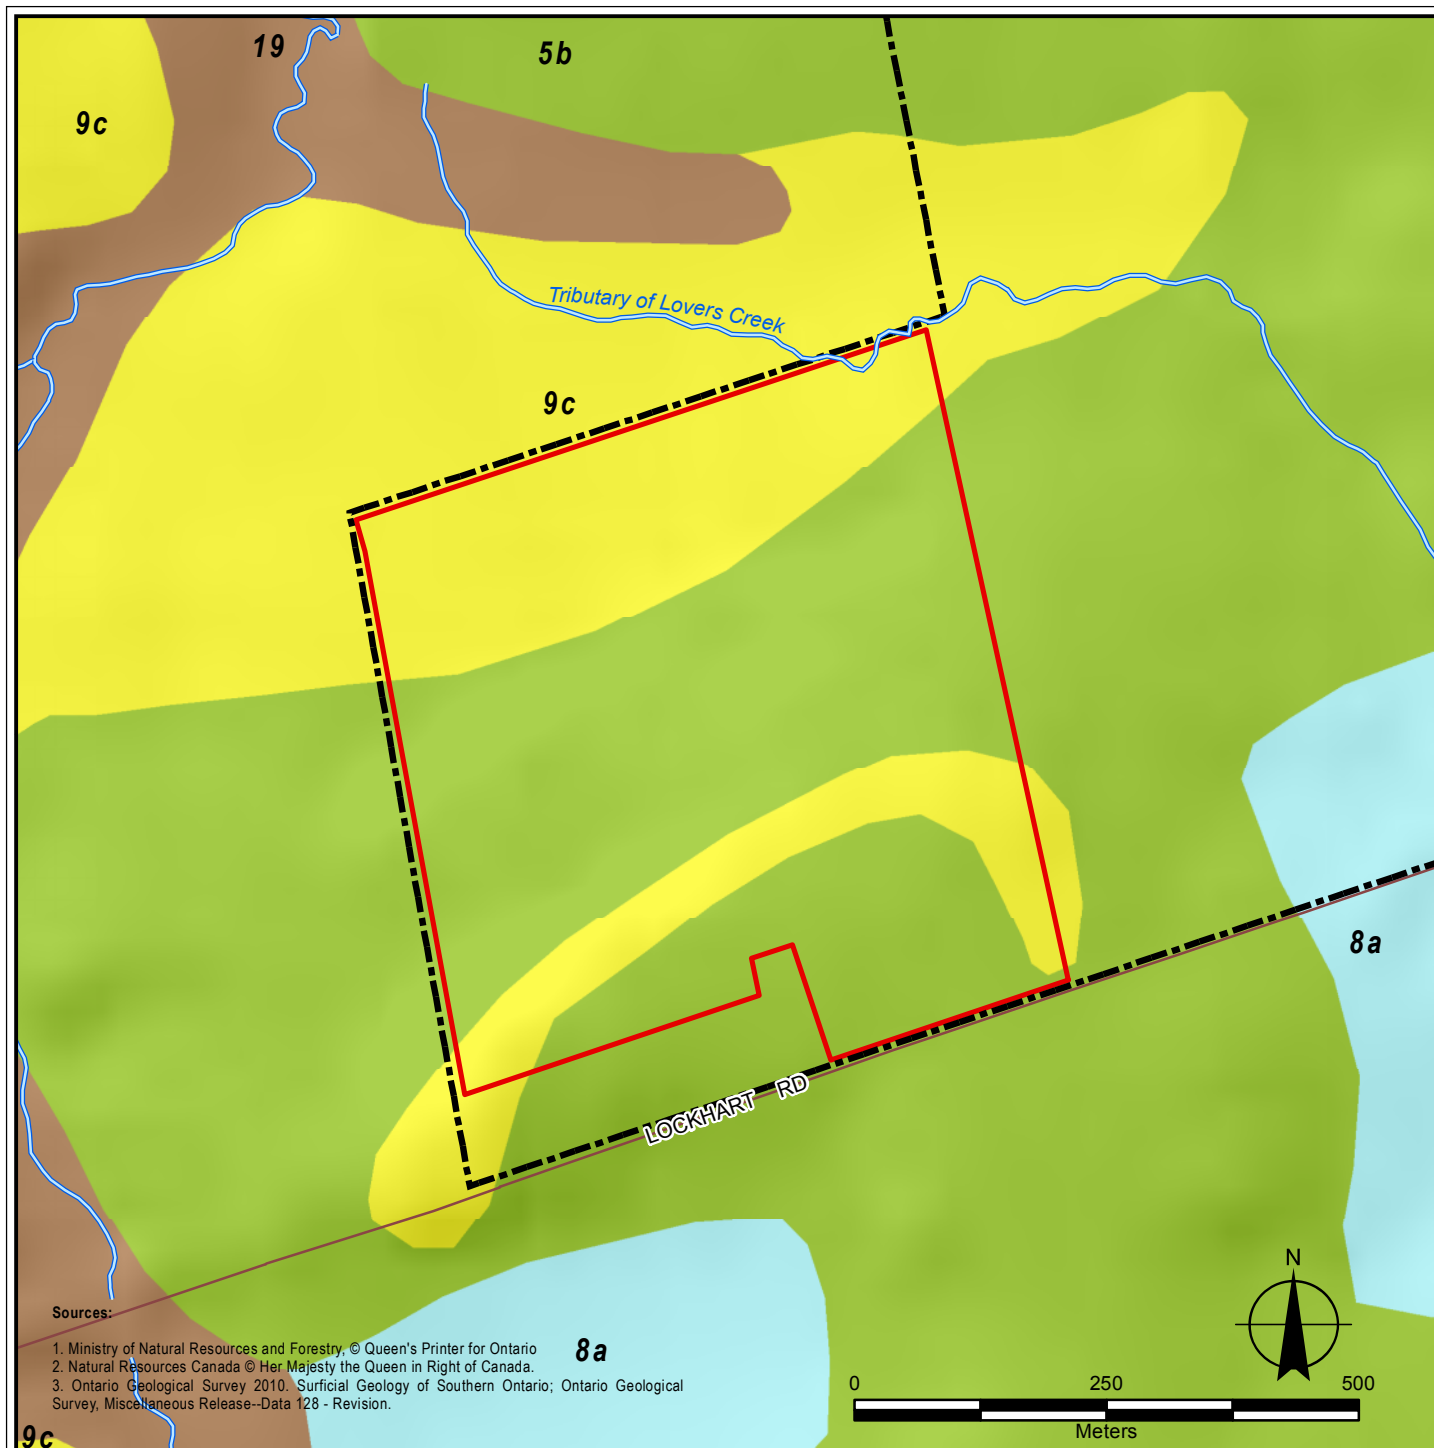 19
5b
9c
Tributary of Lovers Creek
9c
8a
LOCKHART RD
N
Sources:
1. Ministry of Natural Resources and Forestry, © Queen's Printer for Ontario
2. Natural Resources Canada © Her Majesty the Queen in Right of Canada.
3. Ontario Geological Survey 2010. Surficial Geology of Southern Ontario; Ontario Geological
Survey, Miscellaneous Release--Data 128 - Revision.
8a
0 250 500
Meters
9c